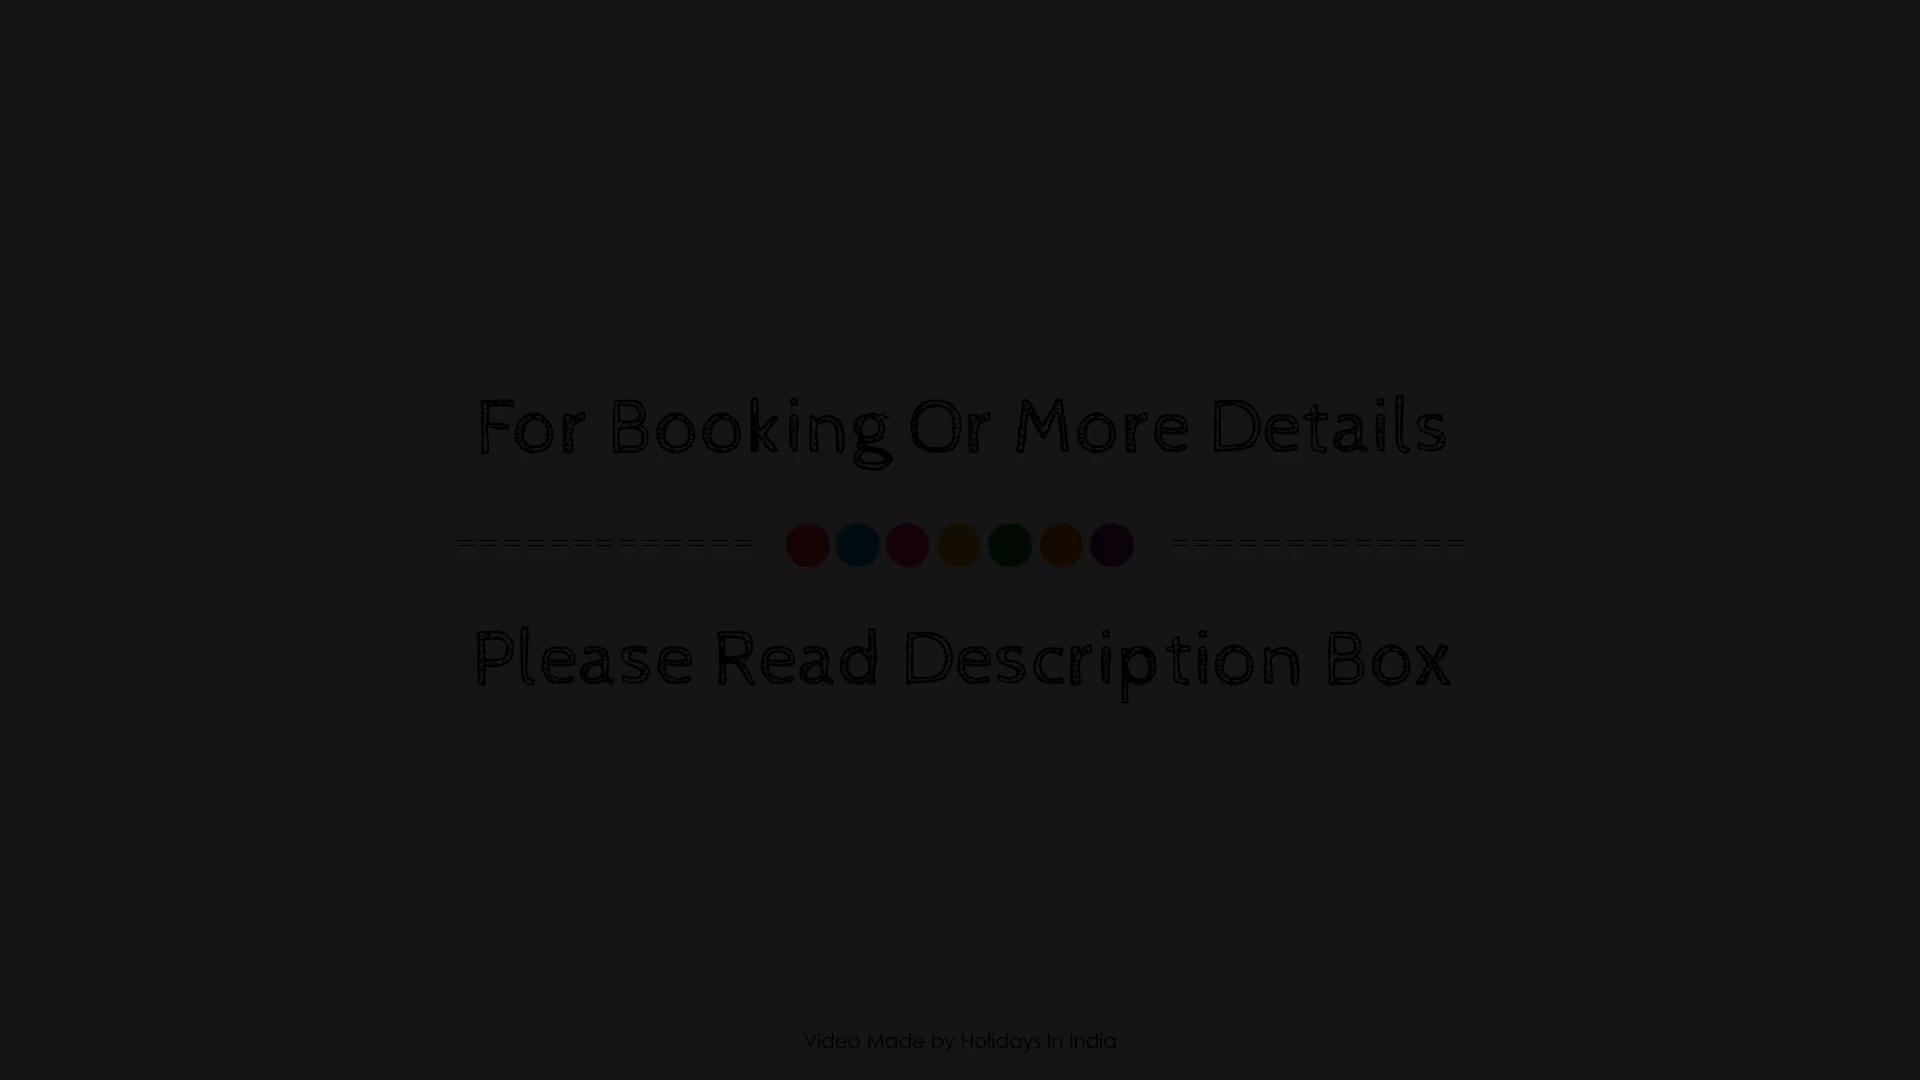 For Booking Or More Details
============= =============
Please Read Description Box
Video Made by Holidays In India